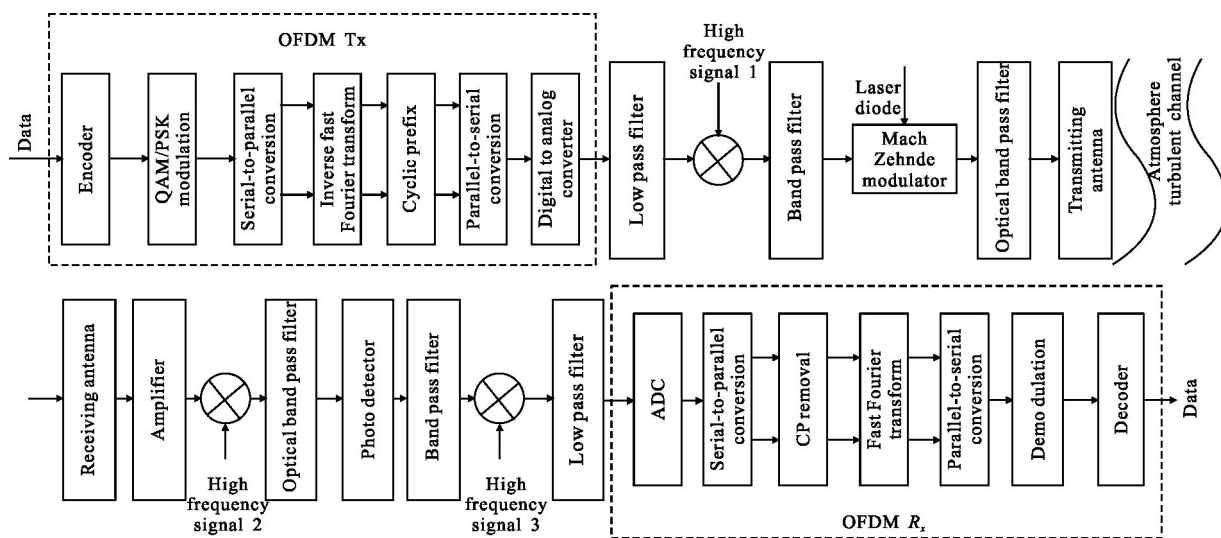 OFDM Tx
Data
Encoder
QAM/PSK
modulation
Serial-to-parallel
conversion
Inverse fast
Fourier transform
Cyclic prefix
Parallel-to-serial
conversion
Digital to analog
converter
Low pass filter
High
frequency
signal 1
Band pass filter
Laser
diode
Mach
Zehnde
modulator
Optical band pass filter
Transmitting
antenna
Atmosphere
turbulent channel
Receiving antenna
Amplifier
High
frequency
signal 2
Optical band pass filter
Photo detector
Band pass filter
High
frequency
signal 3
Low pass filter
ADC
Serial-to-parallel
conversion
CP removal
Fast Fourier
transform
Parallel-to-serial
conversion
Demo dulation
Decoder
Data
OFDM Rx